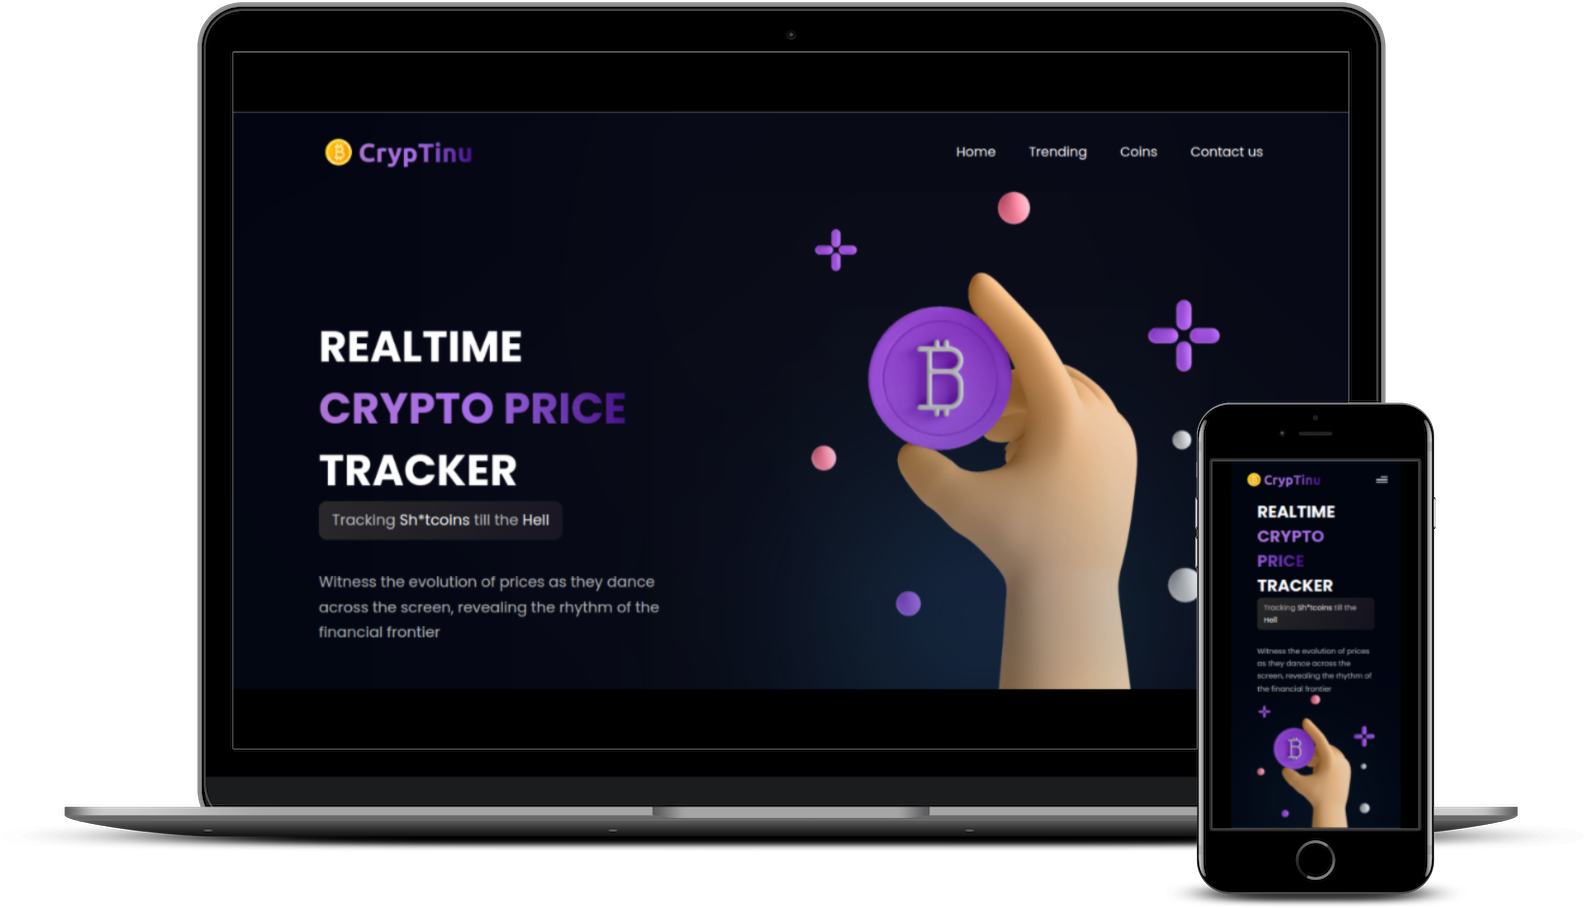 CrypTinu
Home Trending Coins Contact us
REALTIME
CRYPTO PRICE
TRACKER
Tracking Sh*tcoins till the Hell
Witness the evolution of prices as they dance
across the screen, revealing the rhythm of the
financial frontier
CrypTinu
REALTIME
CRYPTO
PRICE
TRACKER
Tracking Sh*tcoins till the
Hell
Witness the evolution of prices
as they dance across the
screen, revealing the rhythm of
the financial frontier